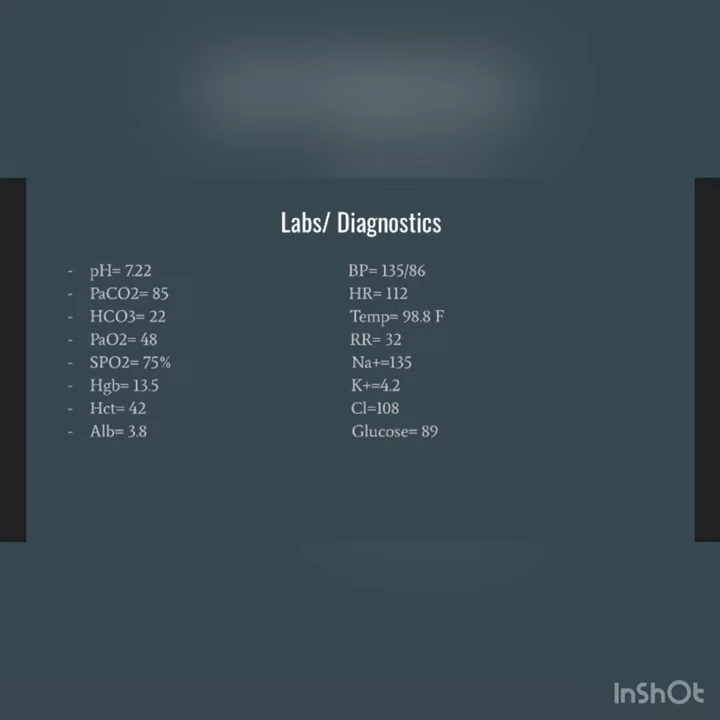 Labs/ Diagnostics
- pH= 7.22
- PaCO2= 85
- HCO3= 22
- PaO2= 48
- SPO2= 75%
- Hgb= 13.5
- Hct= 42
- Alb= 3.8
BP= 135/86
HR= 112
Temp= 98.8 F
RR= 32
Na+=135
K+=4.2
Cl=108
Glucose= 89
InShOt